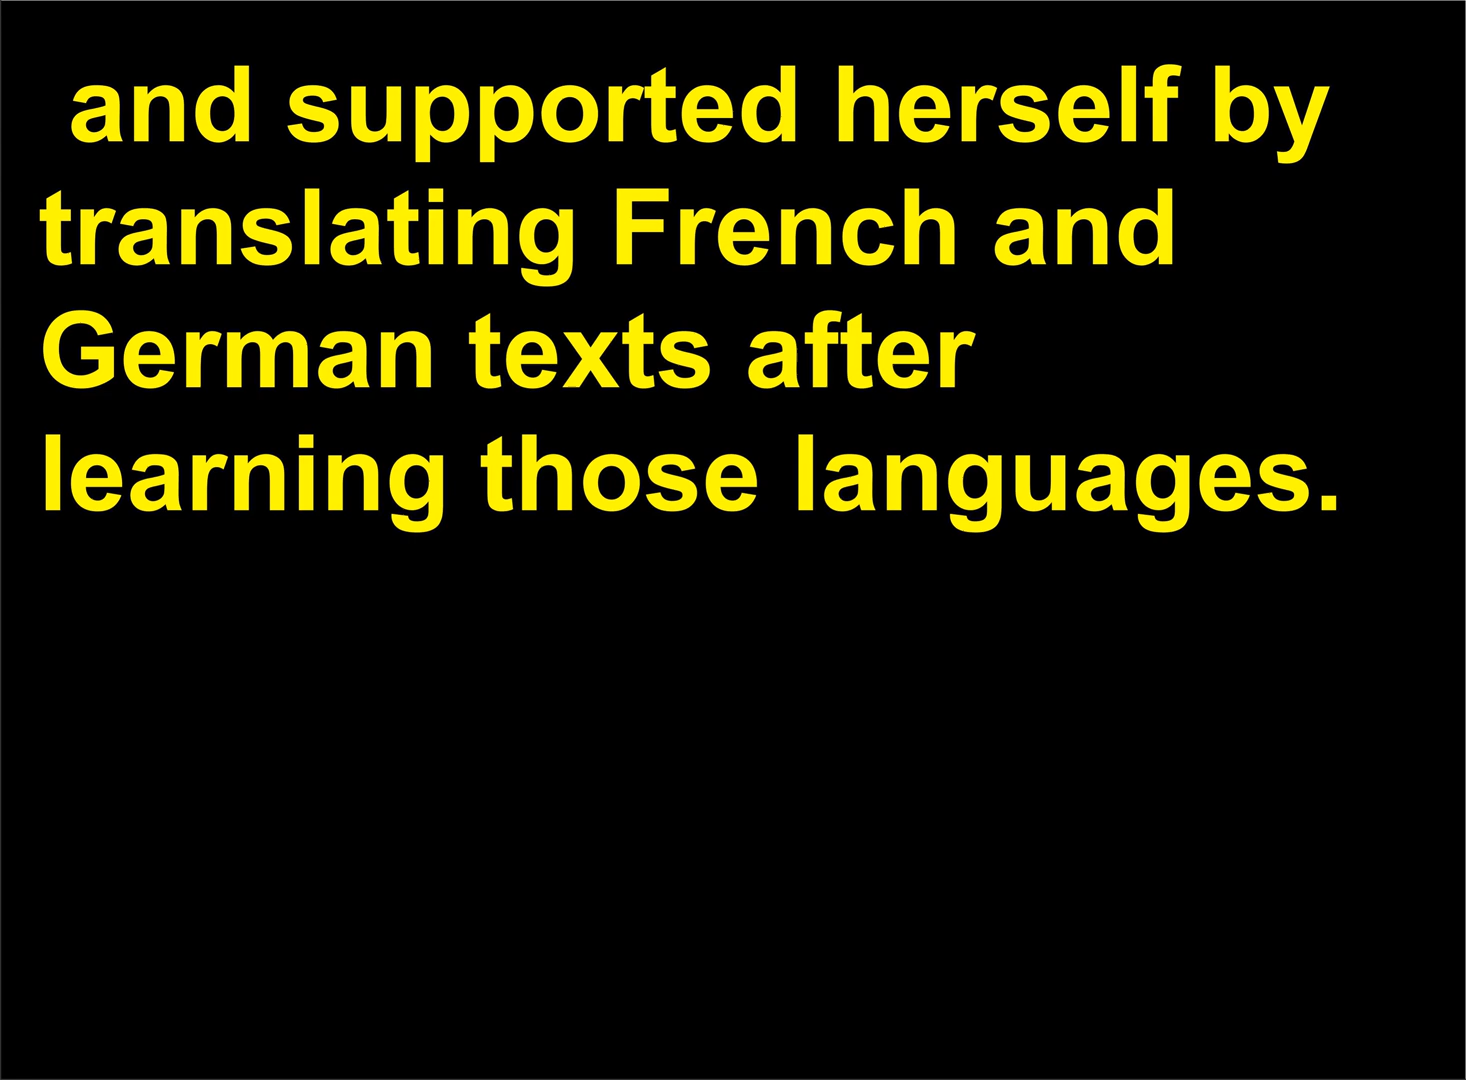 and supported herself by
translating French and
German texts after
learning those languages.